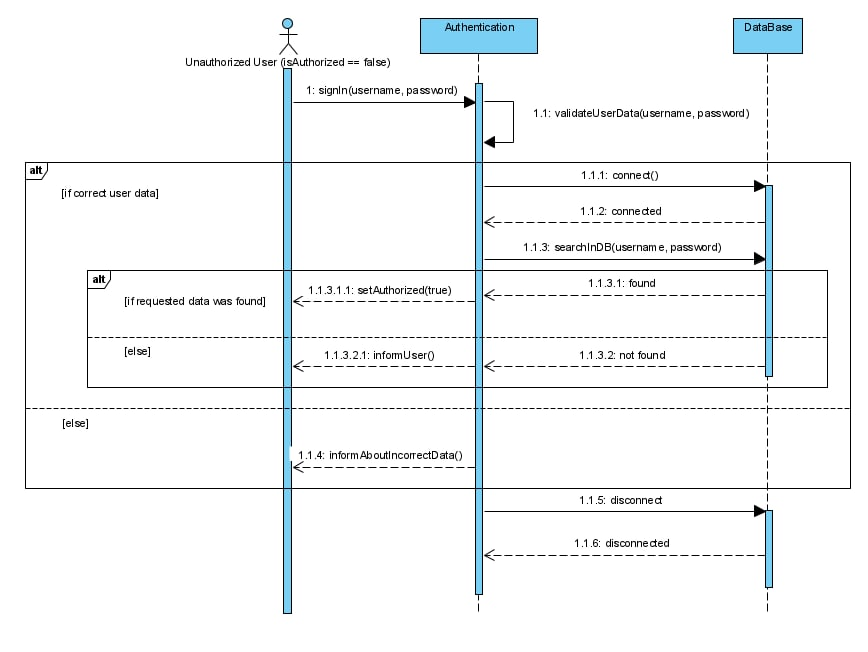 Authentication
DataBase
Unauthorized User (isAuthorized == false)
1: signIn(username, password)
1.1: validateUserData(username, password)
alt
[if correct user data]
1.1.1: connect()
1.1.2: connected
1.1.3: searchInDB(username, password)
alt
[if requested data was found]
1.1.3.1.1: setAuthorized(true)
1.1.3.1: found
[else]
1.1.3.2.1: informUser()
1.1.3.2: not found
[else]
1.1.4: informAboutIncorrectData()
1.1.5: disconnect
1.1.6: disconnected